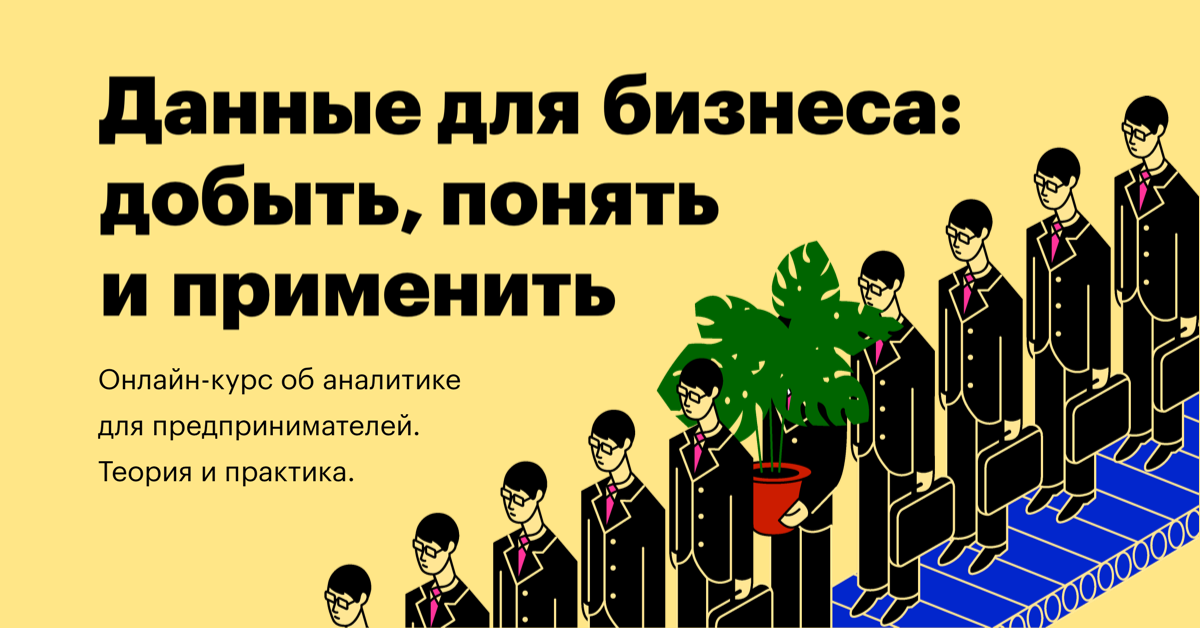 Данные для бизнеса:
добыть, понять
и применить
Онлайн-курс об аналитике
для предпринимателей.
Теория и практика.